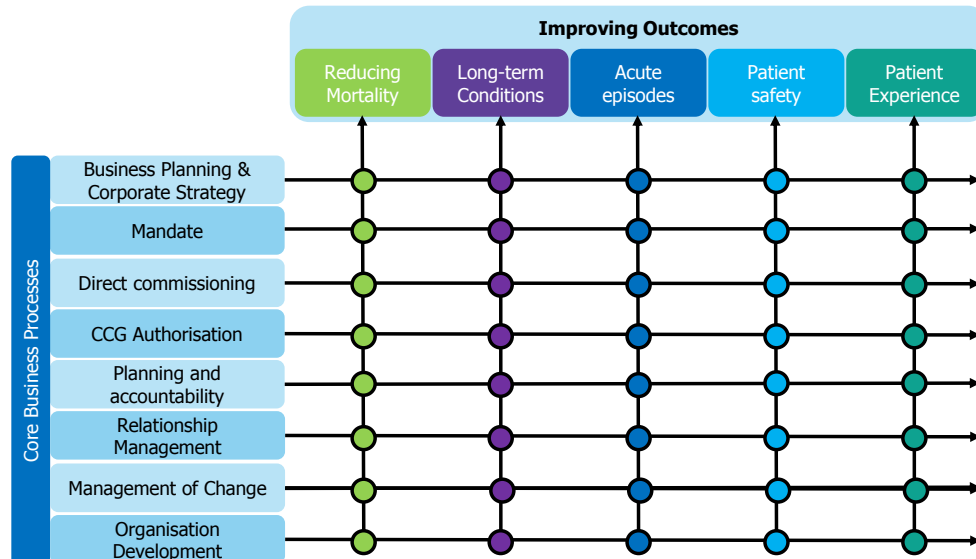 Improving Outcomes
Reducing
Mortality
Long-term
Conditions
Acute
episodes
Patient
safety
Patient
Experience
Core Business Processes
Business Planning &
Corporate Strategy
Mandate
Direct commissioning
CCG Authorisation
Planning and
accountability
Relationship
Management
Management of Change
Organisation
Development